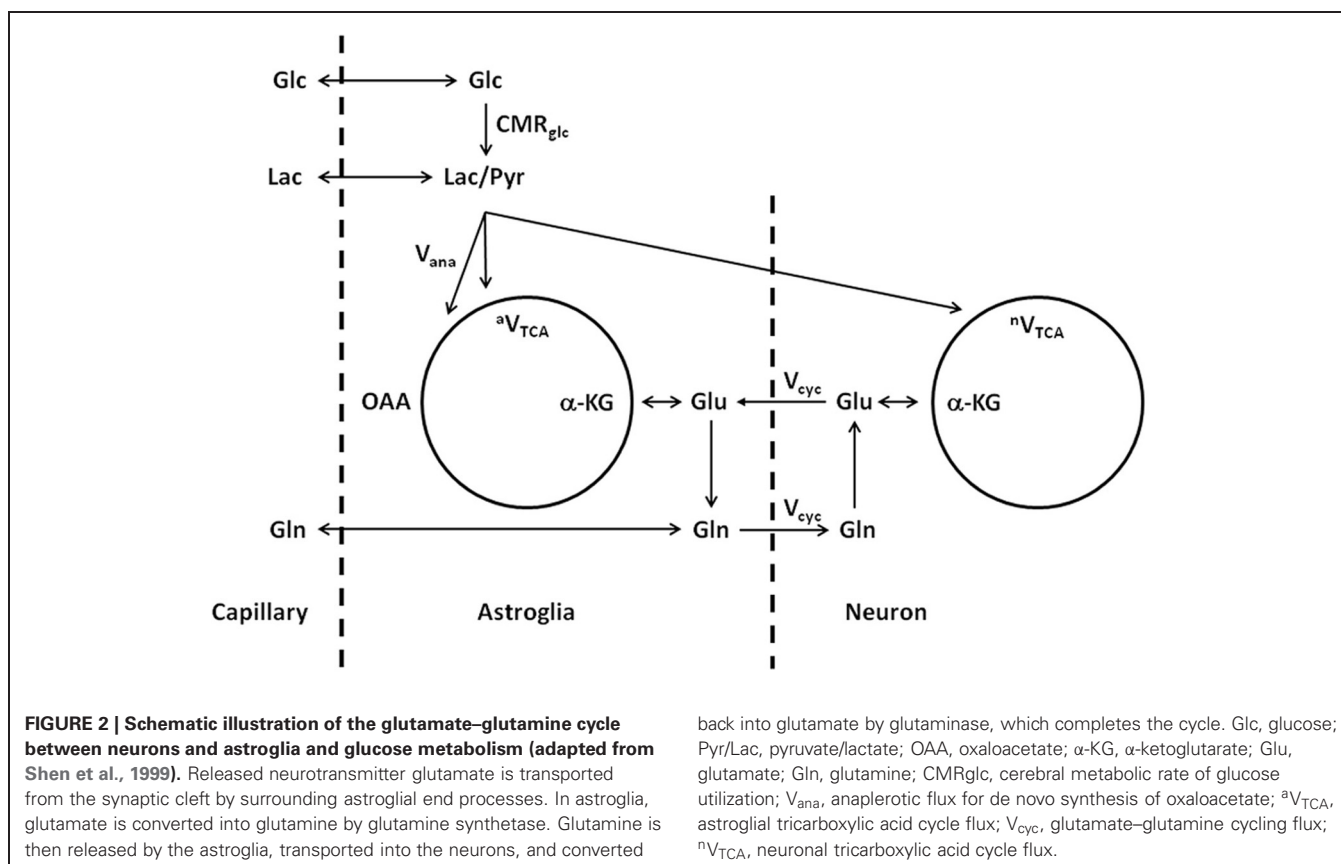 Glc Glc
CMRglc
Lac Lac/Pyr
Vana
aVTCA nVTCA
Vcyc
OAA α-KG Glu Glu α-KG
Vcyc
Gln Gln Gln
Capillary Astroglia Neuron
FIGURE 2 | Schematic illustration of the glutamate–glutamine cycle
between neurons and astroglia and glucose metabolism (adapted from
Shen et al., 1999). Released neurotransmitter glutamate is transported
from the synaptic cleft by surrounding astroglial end processes. In astroglia,
glutamate is converted into glutamine by glutamine synthetase. Glutamine is
then released by the astroglia, transported into the neurons, and converted
back into glutamate by glutaminase, which completes the cycle. Glc, glucose;
Pyr/Lac, pyruvate/lactate; OAA, oxaloacetate; α-KG, α-ketoglutarate; Glu,
glutamate; Gln, glutamine; CMRglc, cerebral metabolic rate of glucose
utilization; Vana, anaplerotic flux for de novo synthesis of oxaloacetate; aVTCA,
astroglial tricarboxylic acid cycle flux; Vcyc, glutamate–glutamine cycling flux;
nVTCA, neuronal tricarboxylic acid cycle flux.